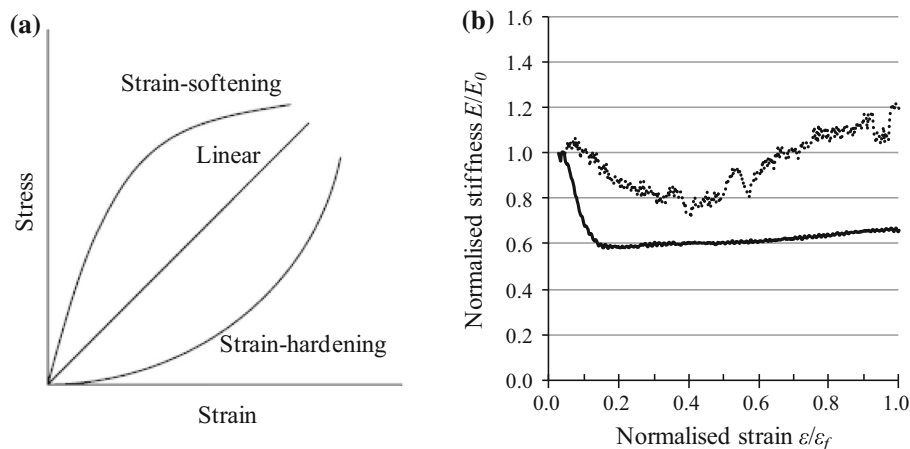 (a)
Stress
Strain-softening
Linear
Strain-hardening
Strain
(b)
Normalised stiffness E/E0
1.6
1.4
1.2
1.0
0.8
0.6
0.4
0.2
0.0
0.0 0.2 0.4 0.6 0.8 1.0
Normalised strain ε/εf